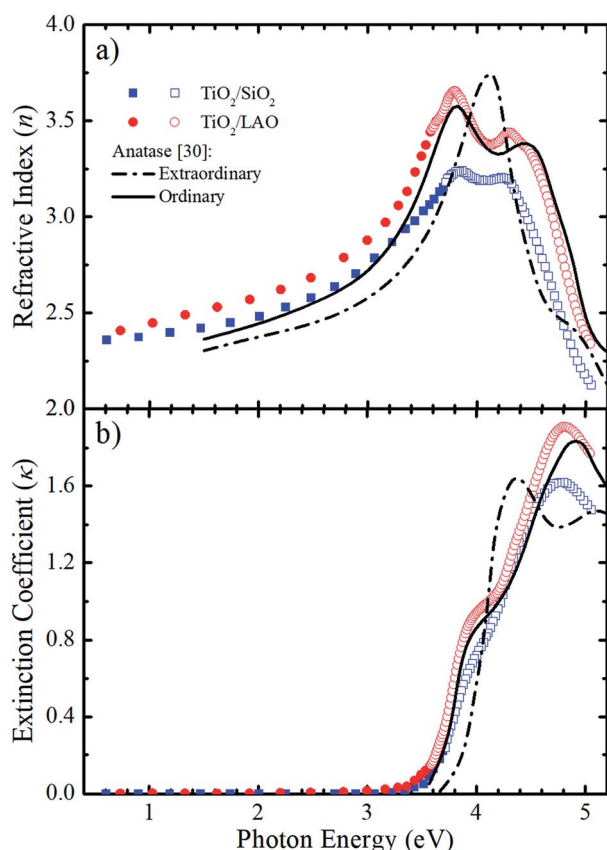 4.0
a)
TiO₂/SiO₂
TiO₂/LAO
Anatase [30]:
Extraordinary
Ordinary
3.5
3.0
2.5
2.0
Refractive Index (n)
b)
1.6
1.2
0.8
0.4
0.0
Extinction Coefficient (κ)
1 2 3 4 5
Photon Energy (eV)